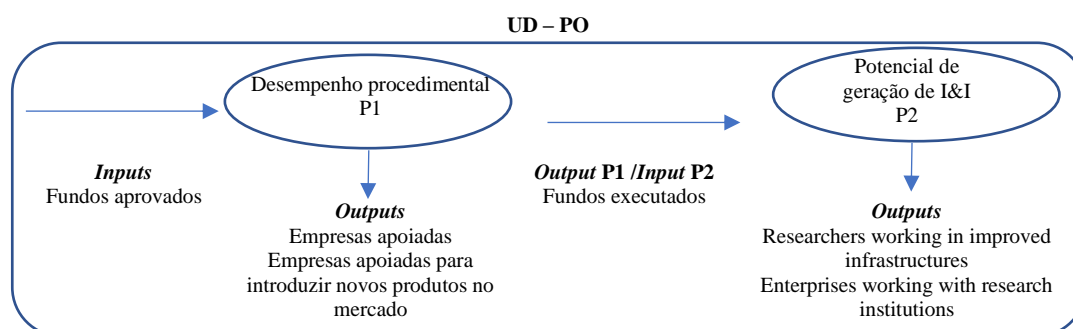 UD – PO
Desempenho procedimental
P1
Potencial de
geração de I&I
P2
Inputs
Fundos aprovados
Outputs
Empresas apoiadas
Empresas apoiadas para
introduzir novos produtos no
mercado
Output P1 /Input P2
Fundos executados
Outputs
Researchers working in improved
infrastructures
Enterprises working with research
institutions